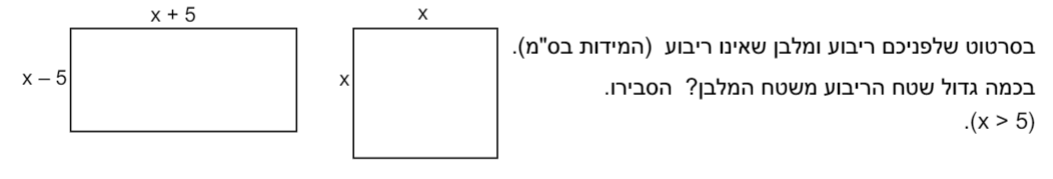 x + 5
x – 5
x
x
בסרטוט שלפניכם ריבוע ומלבן שאינו ריבוע (המידות בס"מ).
בכמה גדול שטח הריבוע משטח המלבן? הסבירו.
(x > 5).